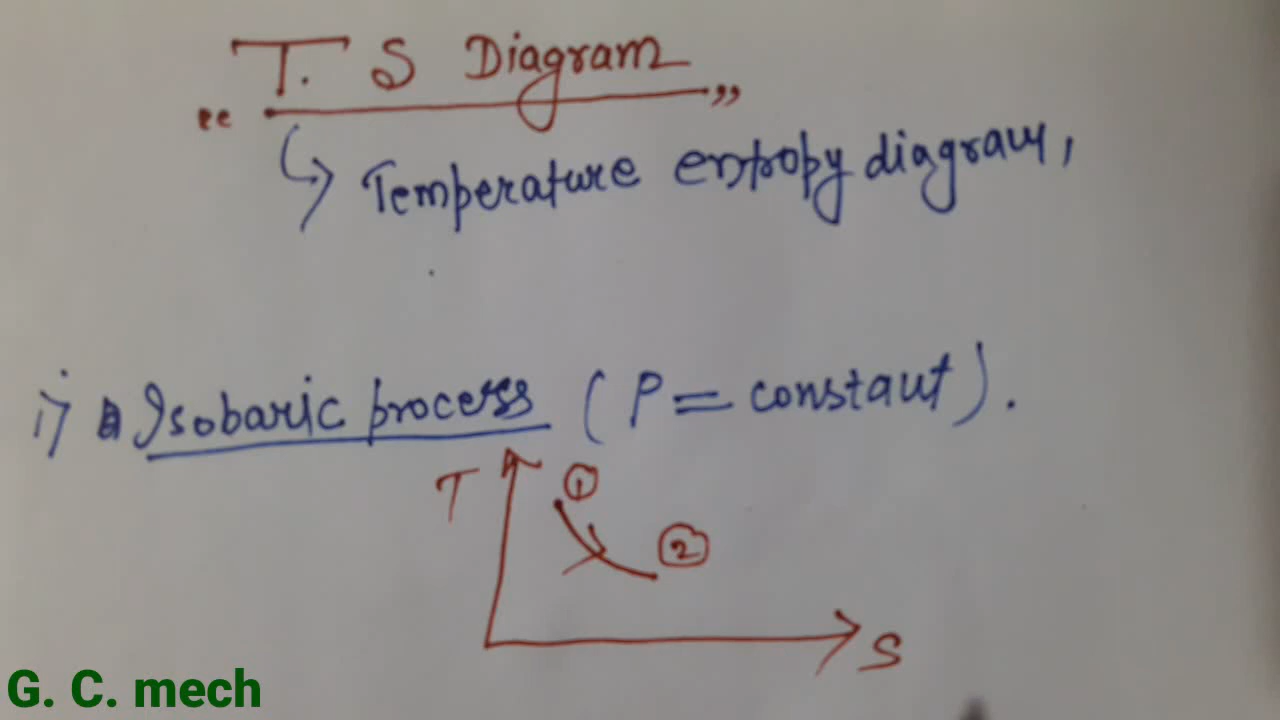 T. S Diagram
“ ”
Temperature entropy diagram,
i) Isobaric process (P = constant).
T
1
2
S
G. C. mech